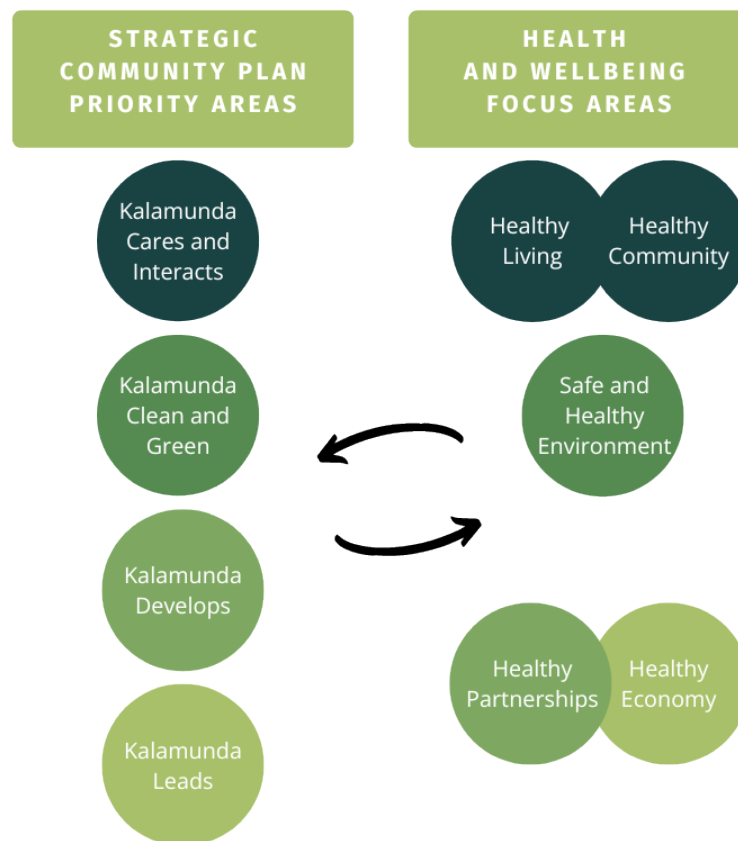 STRATEGIC
COMMUNITY PLAN
PRIORITY AREAS
Kalamunda
Cares and
Interacts
Kalamunda
Clean and
Green
Kalamunda
Develops
Kalamunda
Leads
HEALTH
AND WELLBEING
FOCUS AREAS
Healthy
Living
Healthy
Community
Safe and
Healthy
Environment
Healthy
Partnerships
Healthy
Economy